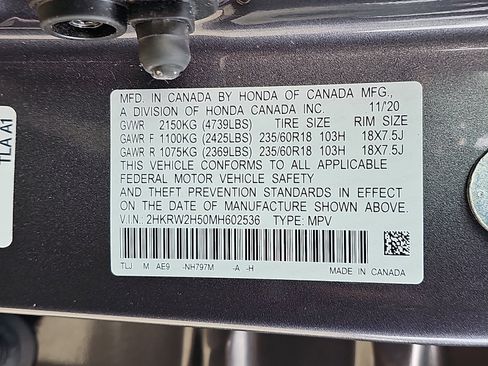 MFD. IN CANADA BY HONDA OF CANADA MFG.,
A DIVISION OF HONDA CANADA INC. 11/'20
GVWR 2150KG (4739LBS) TIRE SIZE RIM SIZE
GAWR F 1100KG (2425LBS) 235/60R18 103H 18X7.5J
GAWR R 1075KG (2369LBS) 235/60R18 103H 18X7.5J
THIS VEHICLE CONFORMS TO ALL APPLICABLE
FEDERAL MOTOR VEHICLE SAFETY
AND THEFT PREVENTION STANDARDS IN EFFECT
ON THE DATE OF MANUFACTURE SHOWN ABOVE.
V.I.N.: 2HKRW2H50MH602536 TYPE: MPV
TLJ M AE9 -NH797M -A -H
MADE IN CANADA
TLA A1